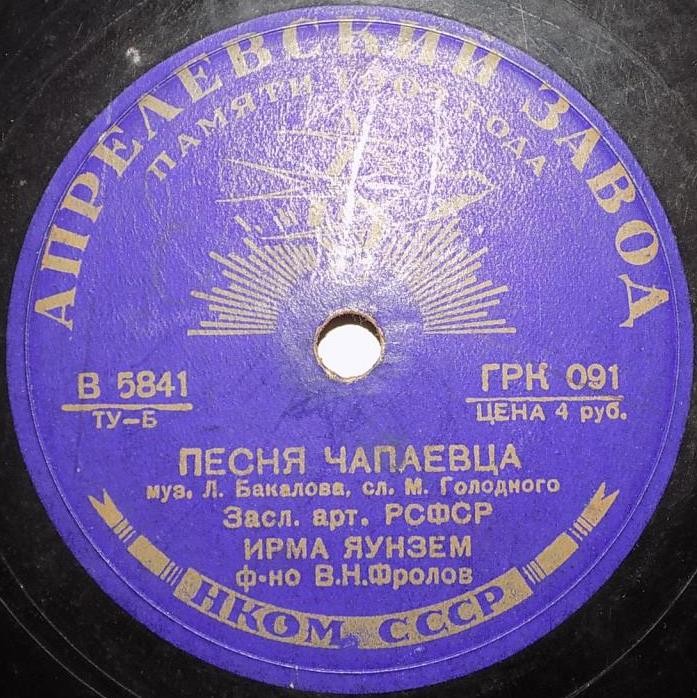 АПРЕЛЕВСКИЙ ЗАВОД
ПАМЯТИ 1905 ГОДА
В 5841
ТУ-Б
ГРК 091
ЦЕНА 4 руб.
ПЕСНЯ ЧАПАЕВЦА
муз. Л. Бакалова, сл. М. Голодного
Засл. арт. РСФСР
ИРМА ЯУНЗЕМ
ф-но В.Н.Фролов
НКОМ СССР